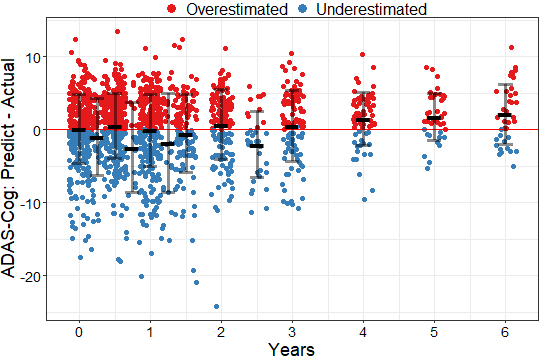 Overestimated Underestimated
ADAS-Cog: Predict - Actual
10
0
-10
-20
0 1 2 3 4 5 6
Years